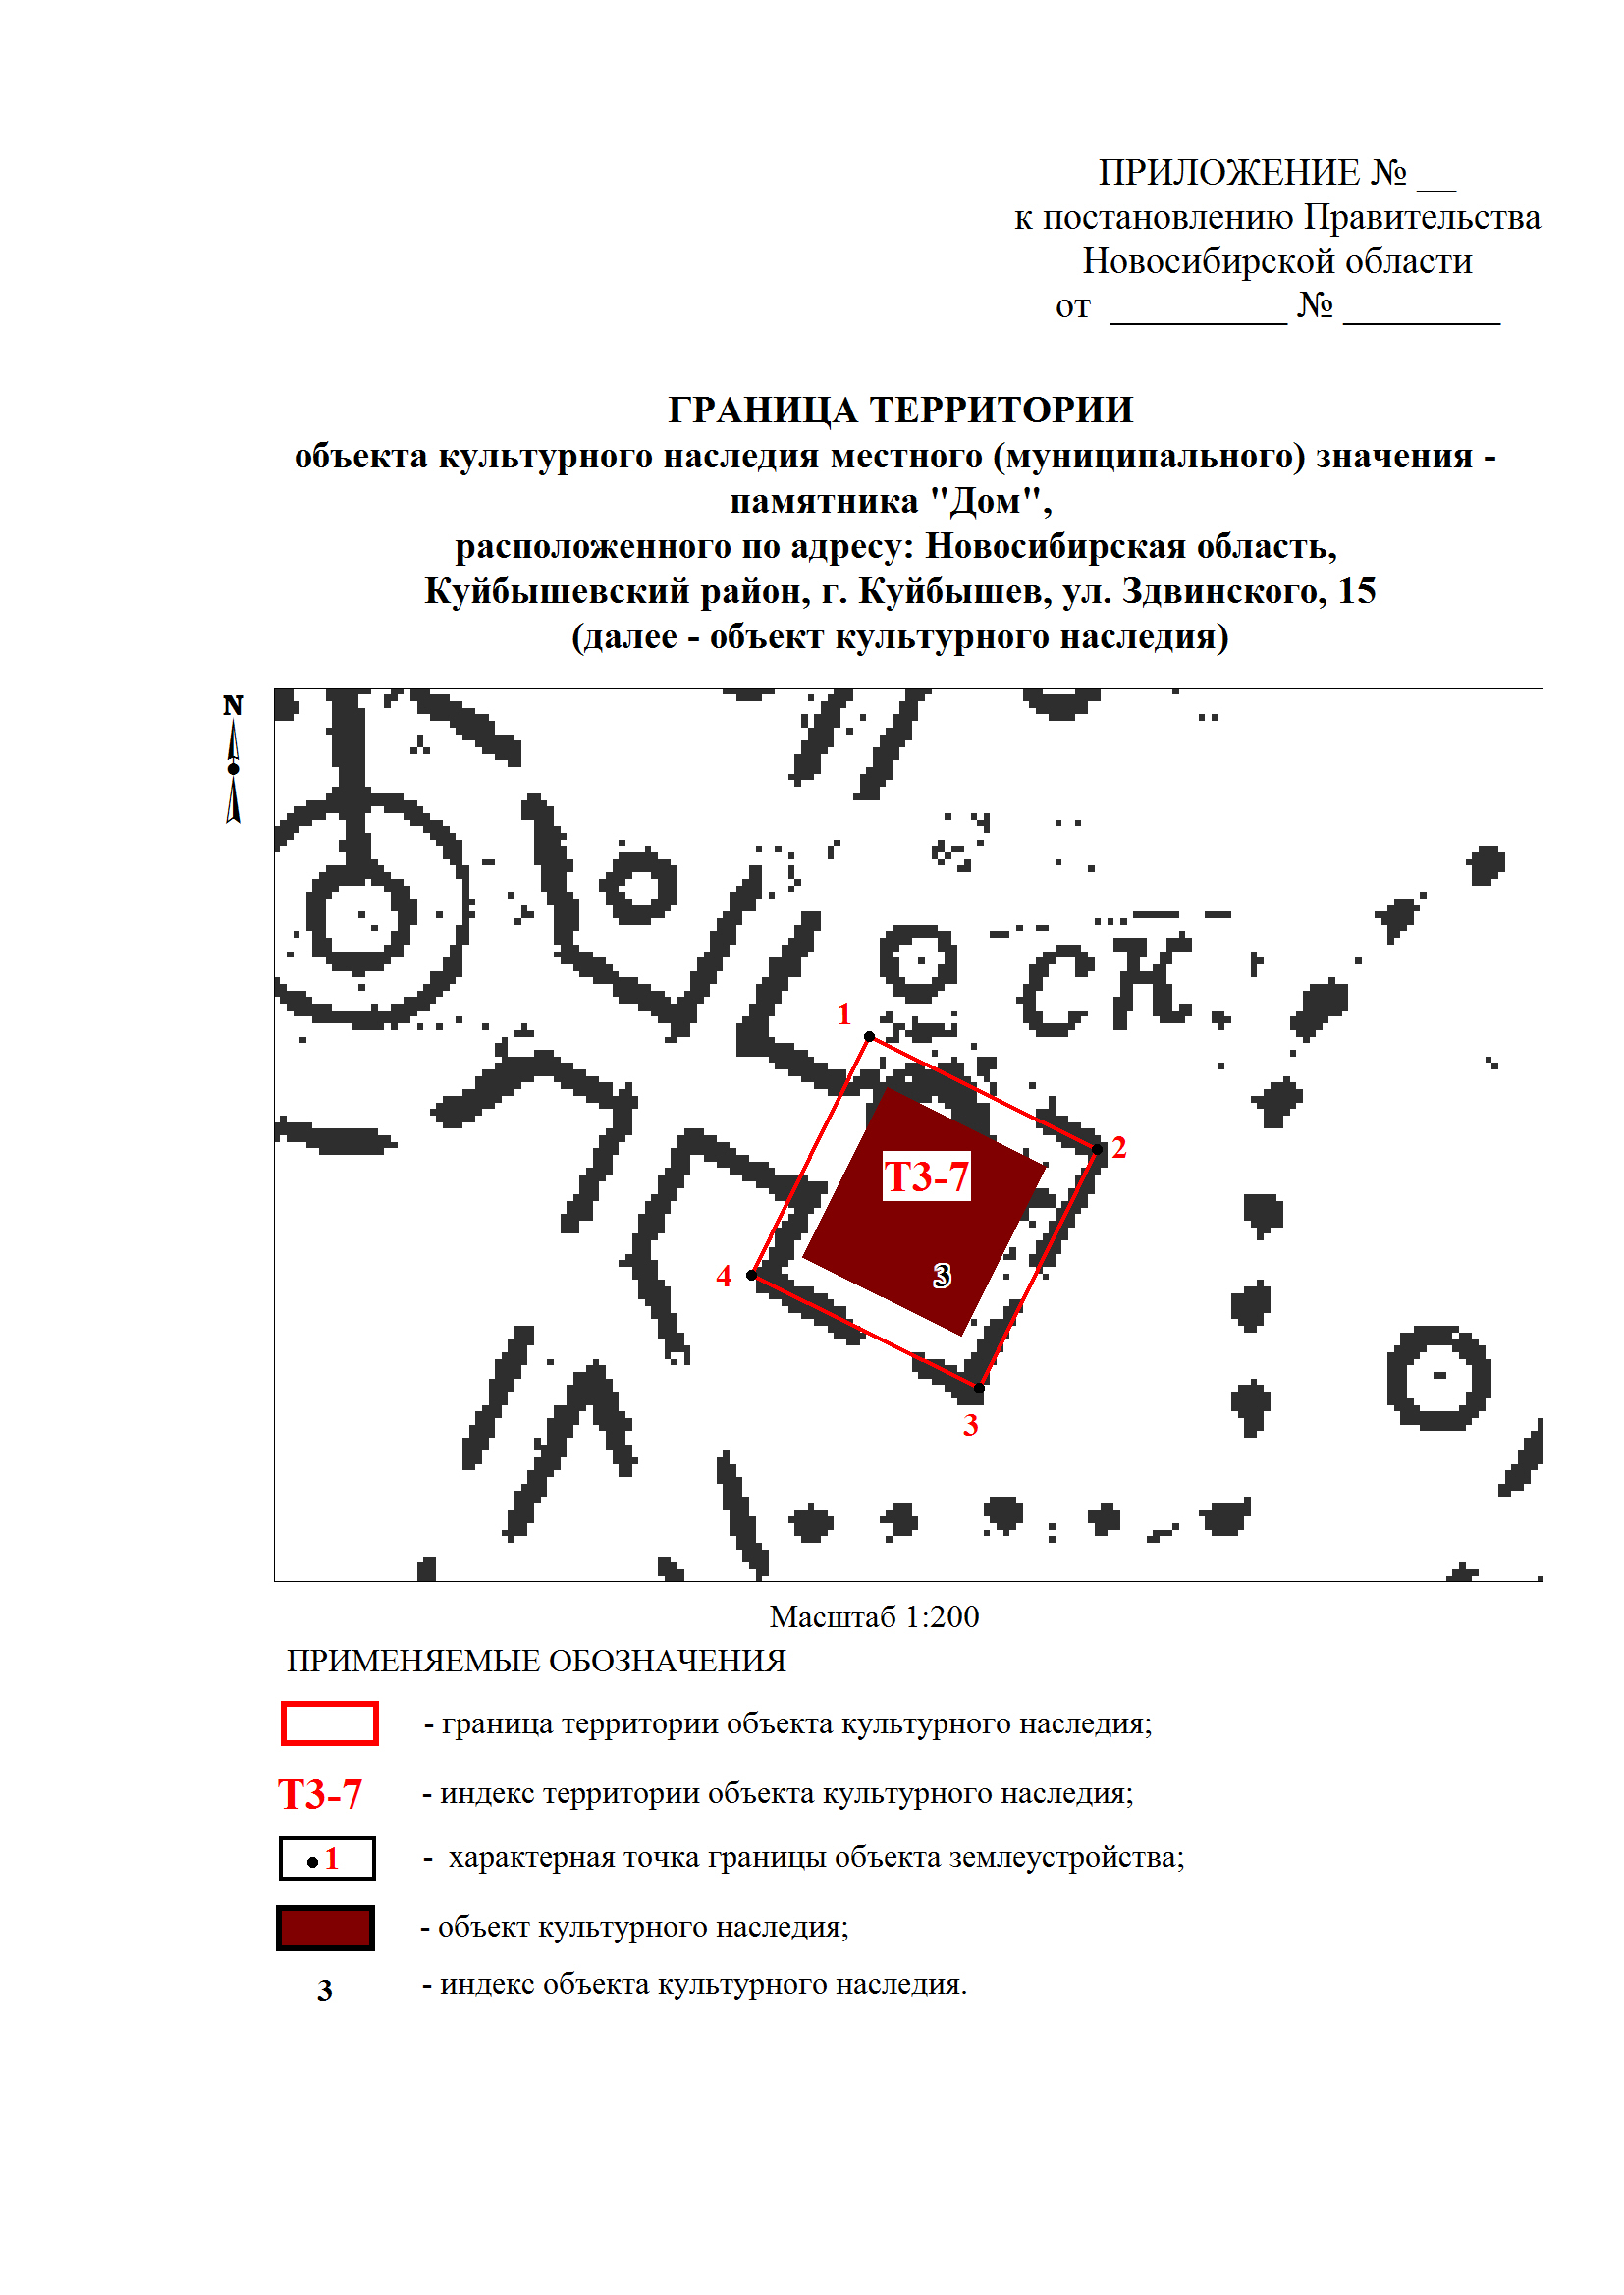 ПРИЛОЖЕНИЕ № __
к постановлению Правительства
Новосибирской области
от _________ № ________
ГРАНИЦА ТЕРРИТОРИИ
объекта культурного наследия местного (муниципального) значения -
памятника "Дом",
расположенного по адресу: Новосибирская область,
Куйбышевский район, г. Куйбышев, ул. Здвинского, 15
(далее - объект культурного наследия)
N
ск
1
2
Т3-7
4
3
3
Масштаб 1:200
ПРИМЕНЯЕМЫЕ ОБОЗНАЧЕНИЯ
- граница территории объекта культурного наследия;
Т3-7 - индекс территории объекта культурного наследия;
1 - характерная точка границы объекта землеустройства;
- объект культурного наследия;
3 - индекс объекта культурного наследия.